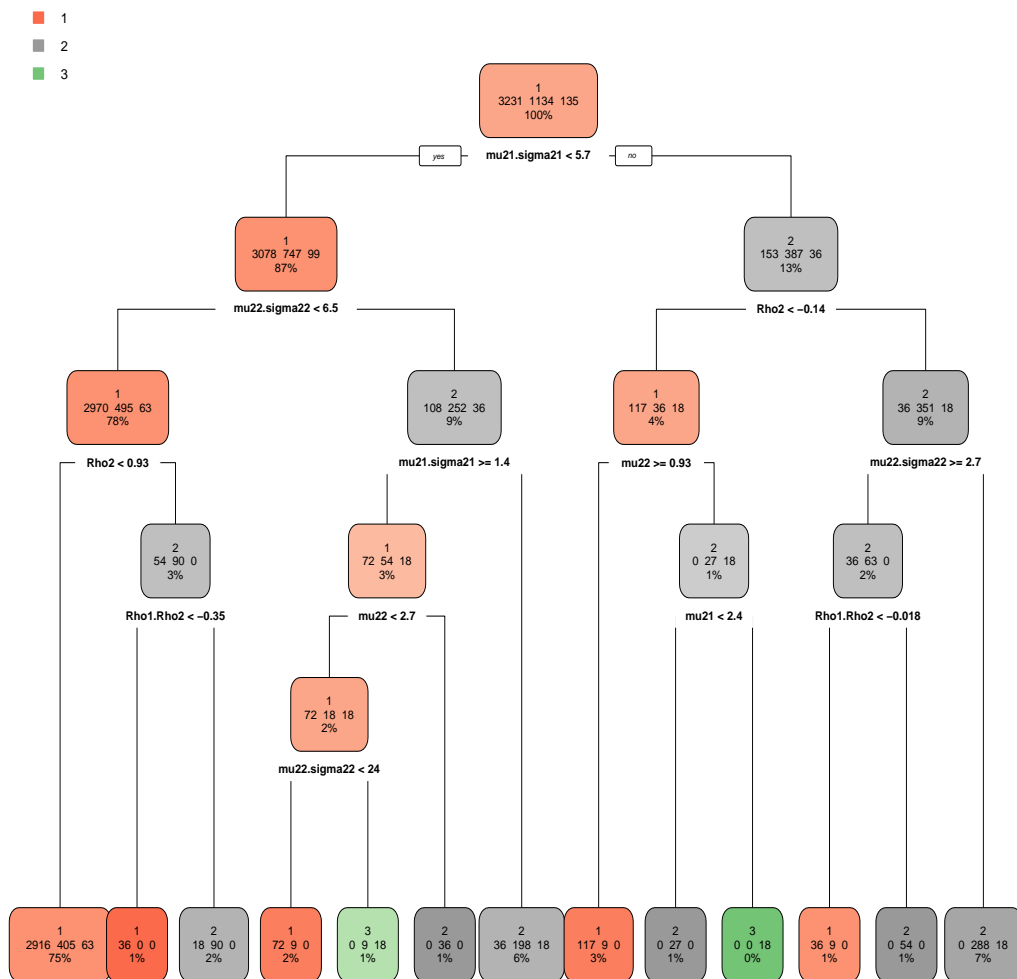 1
2
3
1
3231 1134 135
100%
yes
mu21.sigma21 < 5.7
no
1
3078 747 99
87%
2
153 387 36
13%
mu22.sigma22 < 6.5
Rho2 < −0.14
1
2970 495 63
78%
2
108 252 36
9%
1
117 36 18
4%
2
36 351 18
9%
Rho2 < 0.93
mu21.sigma21 >= 1.4
mu22 >= 0.93
mu22.sigma22 >= 2.7
2
54 90 0
3%
1
72 54 18
3%
2
0 27 18
1%
2
36 63 0
2%
Rho1.Rho2 < −0.35
mu22 < 2.7
mu21 < 2.4
Rho1.Rho2 < −0.018
1
72 18 18
2%
mu22.sigma22 < 24
1
2916 405 63
75%
1
36 0 0
1%
2
18 90 0
2%
1
72 9 0
2%
3
0 9 18
1%
2
0 36 0
1%
2
36 198 18
6%
1
117 9 0
3%
2
0 27 0
1%
3
0 0 18
0%
1
36 9 0
1%
2
0 54 0
1%
2
0 288 18
7%